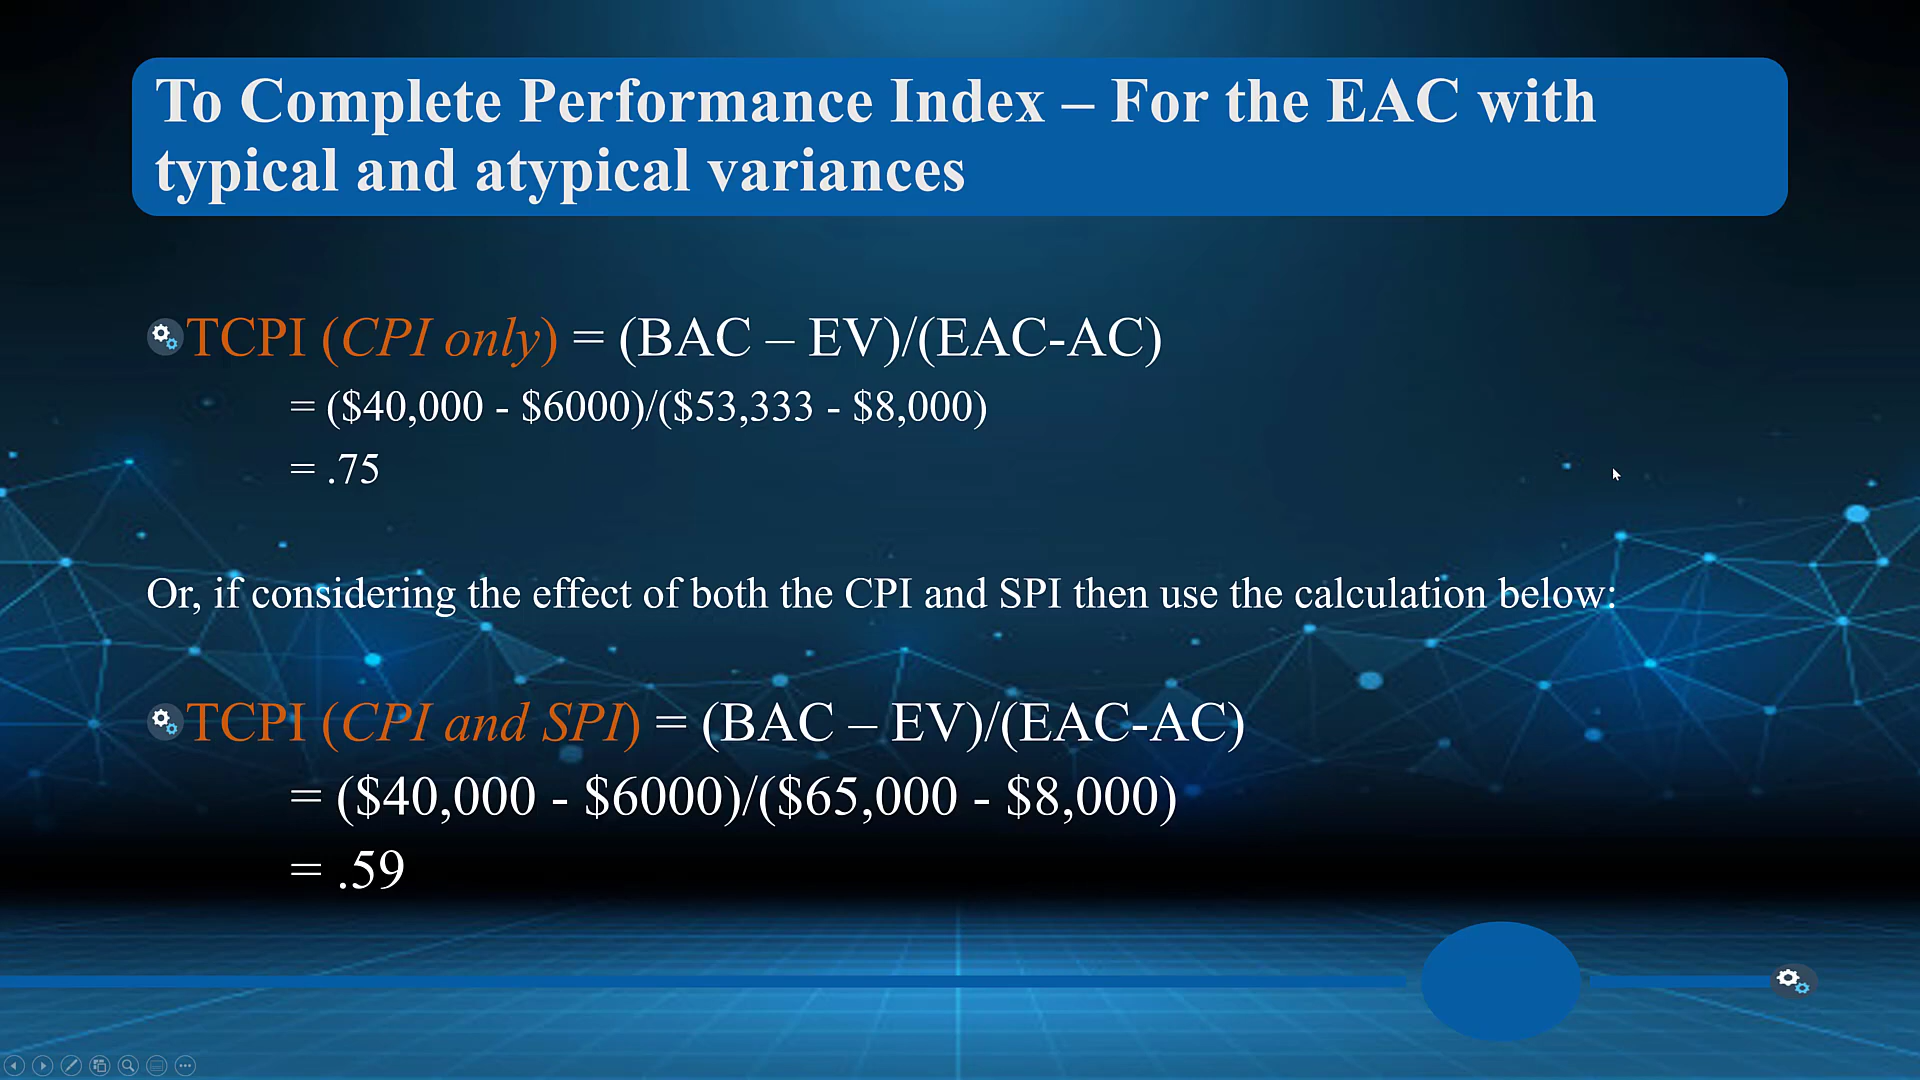 To Complete Performance Index – For the EAC with
typical and atypical variances
TCPI (CPI only) = (BAC – EV)/(EAC-AC)
= ($40,000 - $6000)/($53,333 - $8,000)
= .75
Or, if considering the effect of both the CPI and SPI then use the calculation below:
TCPI (CPI and SPI) = (BAC – EV)/(EAC-AC)
= ($40,000 - $6000)/($65,000 - $8,000)
= .59